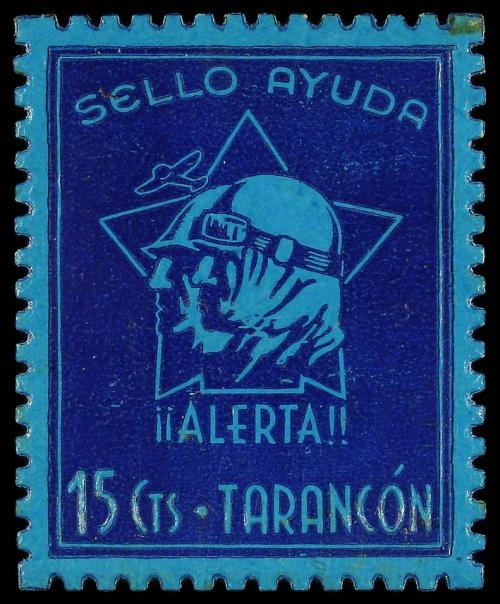 SELLO AYUDA
¡¡ALERTA!!
15 CTS · TARANCÓN